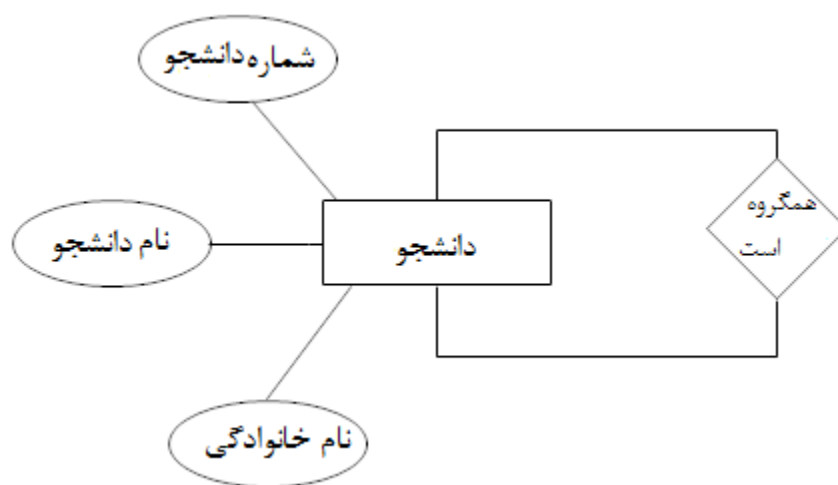 شماره دانشجو
همگروه
است
نام دانشجو
دانشجو
نام خانوادگی